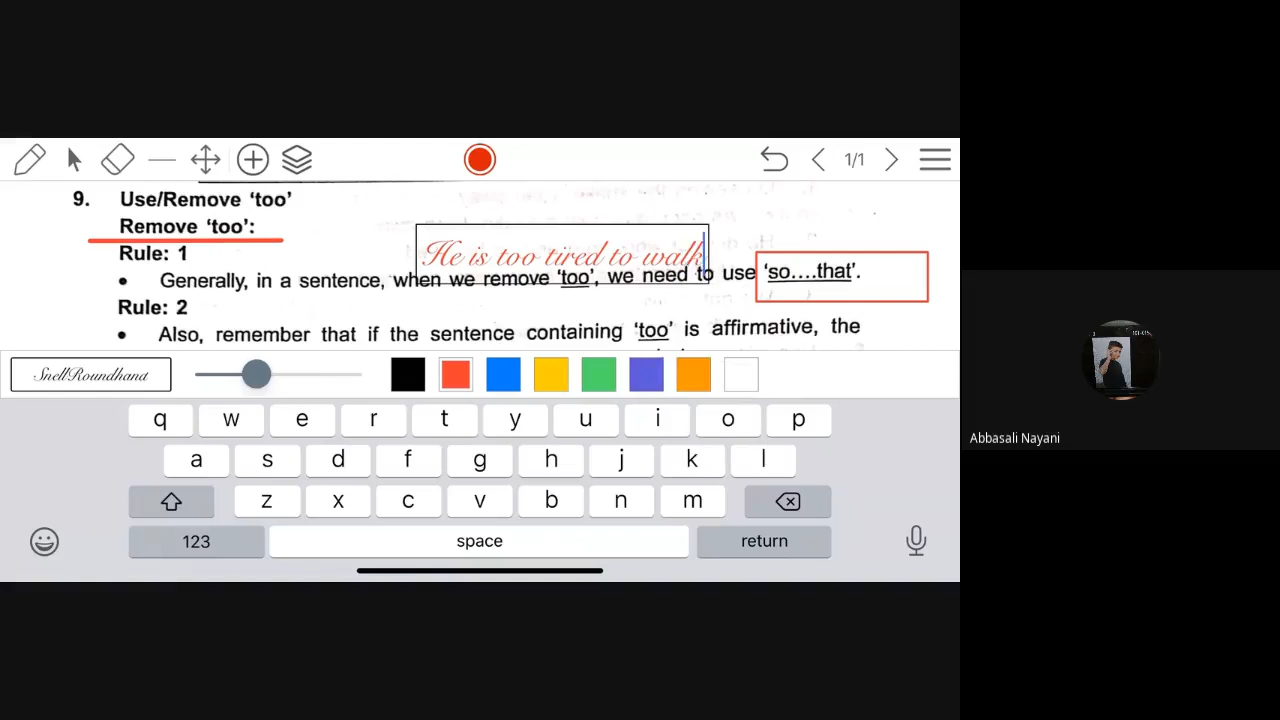 1/1
9. Use/Remove ‘too’
Remove ‘too’:
Rule: 1
He is too tired to walk
• Generally, in a sentence, when we remove ‘too’, we need to use ‘so....that’.
Rule: 2
• Also, remember that if the sentence containing ‘too’ is affirmative, the
SnellRoundhand
q w e r t y u i o p
a s d f g h j k l
z x c v b n m
123 space return
Abbasali Nayani